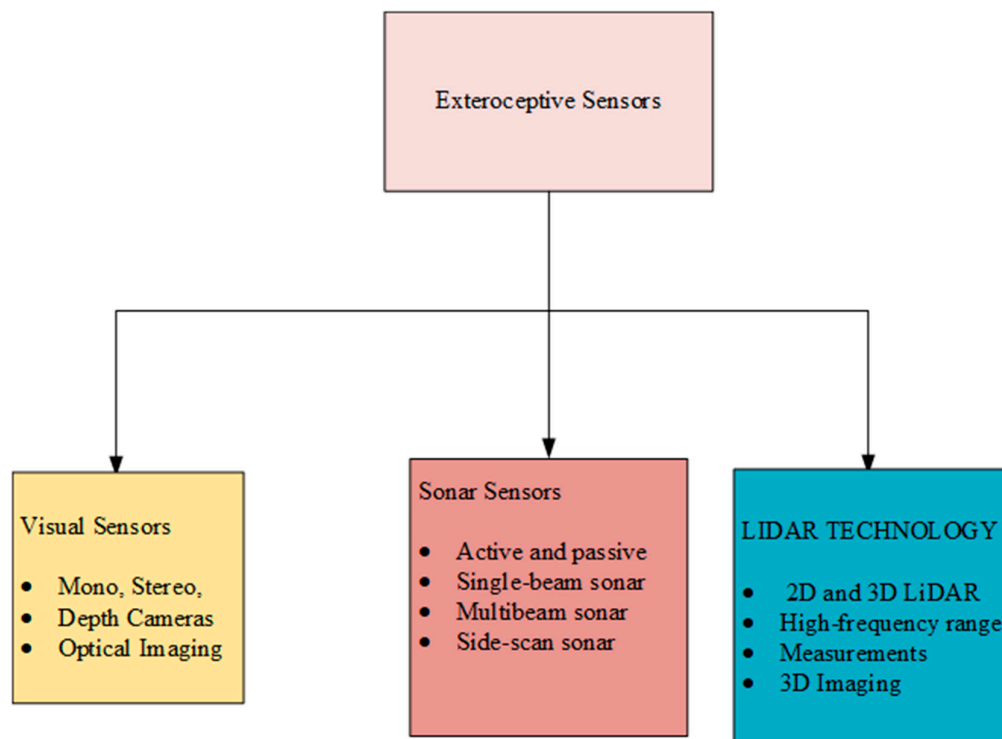 Exteroceptive Sensors
Visual Sensors
• Mono, Stereo,
• Depth Cameras
• Optical Imaging
Sonar Sensors
• Active and passive
• Single-beam sonar
• Multibeam sonar
• Side-scan sonar
LIDAR TECHNOLOGY
• 2D and 3D LiDAR
• High-frequency range
• Measurements
• 3D Imaging